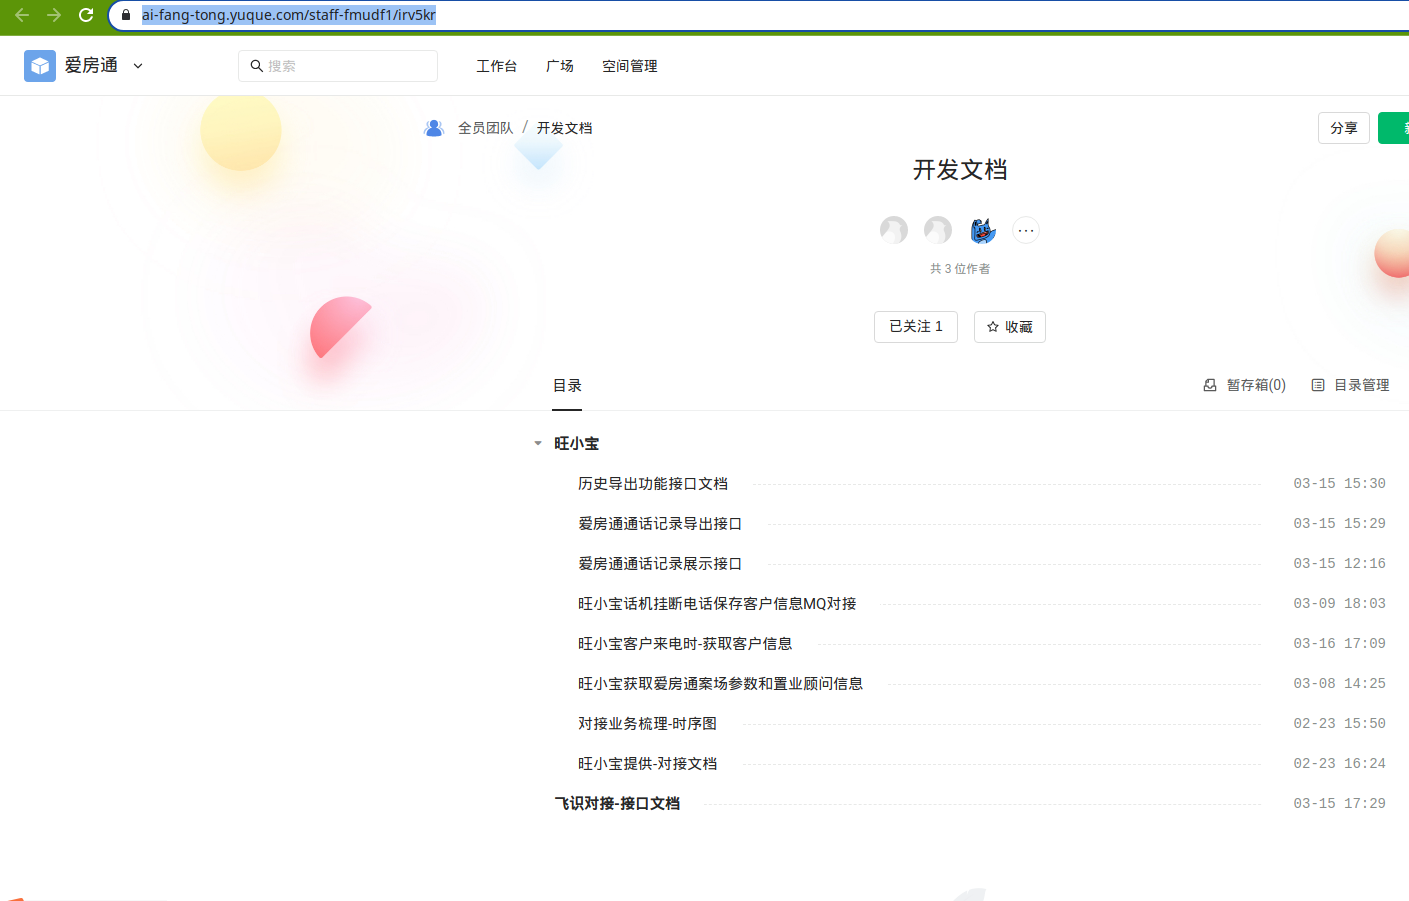 ai-fang-tong.yuque.com/staff-fmudf1/irv5kr
爱房通
搜索
工作台 广场 空间管理
全员团队 / 开发文档
分享
开发文档
共 3 位作者
已关注 1
收藏
目录
暂存箱(0)
目录管理
旺小宝
历史导出功能接口文档 03-15 15:30
爱房通通话记录导出接口 03-15 15:29
爱房通通话记录展示接口 03-15 12:16
旺小宝话机挂断电话保存客户信息MQ对接 03-09 18:03
旺小宝客户来电时-获取客户信息 03-16 17:09
旺小宝获取爱房通案场参数和置业顾问信息 03-08 14:25
对接业务梳理-时序图 02-23 15:50
旺小宝提供-对接文档 02-23 16:24
飞识对接-接口文档 03-15 17:29